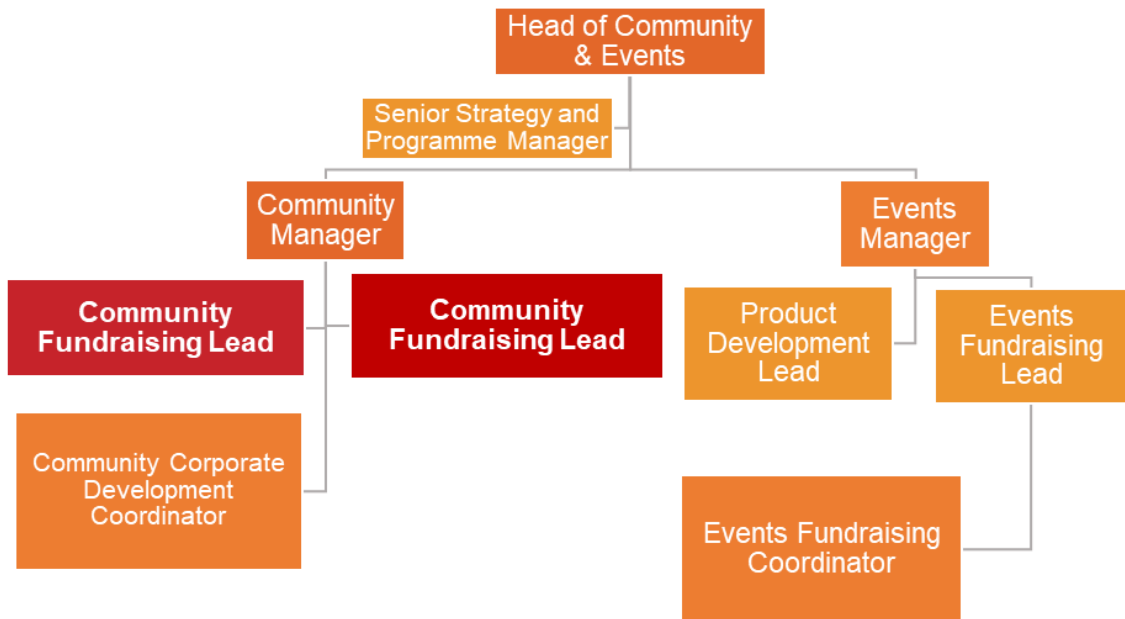 Head of Community
& Events
Senior Strategy and
Programme Manager
Community
Manager
Events
Manager
Community
Fundraising Lead
Community
Fundraising Lead
Product
Development
Lead
Events
Fundraising
Lead
Community Corporate
Development
Coordinator
Events Fundraising
Coordinator